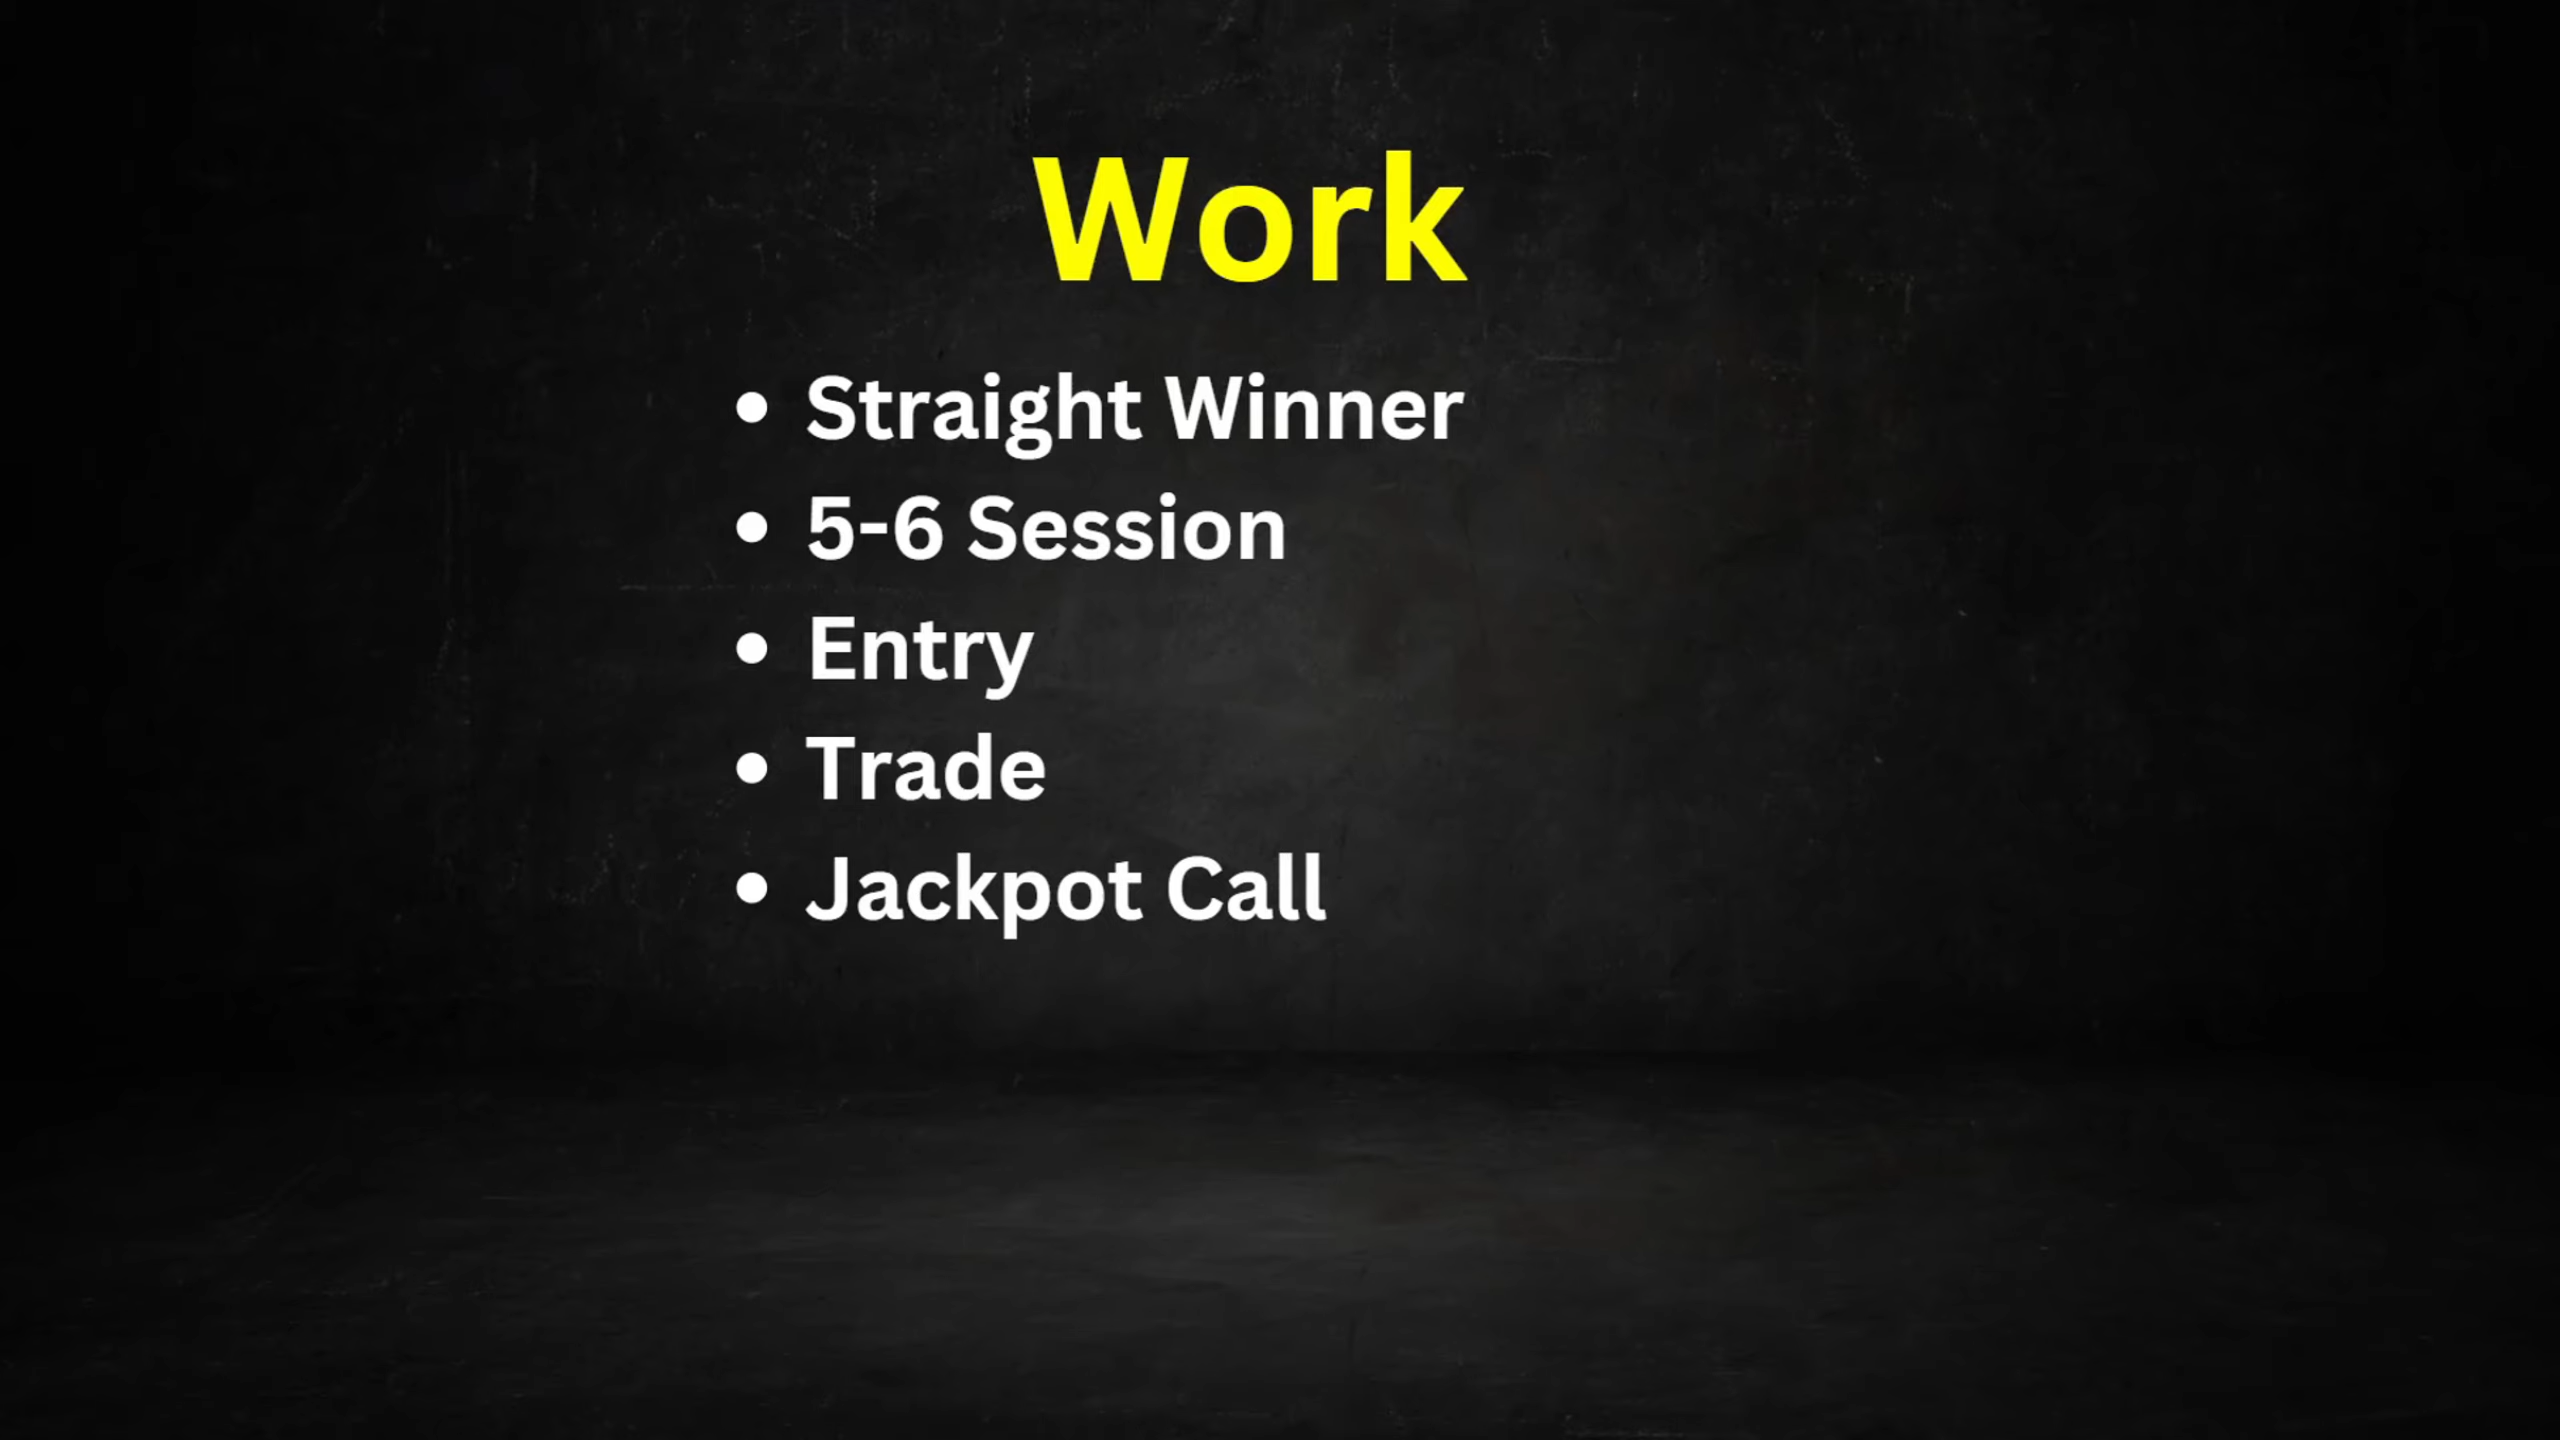 Work
• Straight Winner
• 5-6 Session
• Entry
• Trade
• Jackpot Call